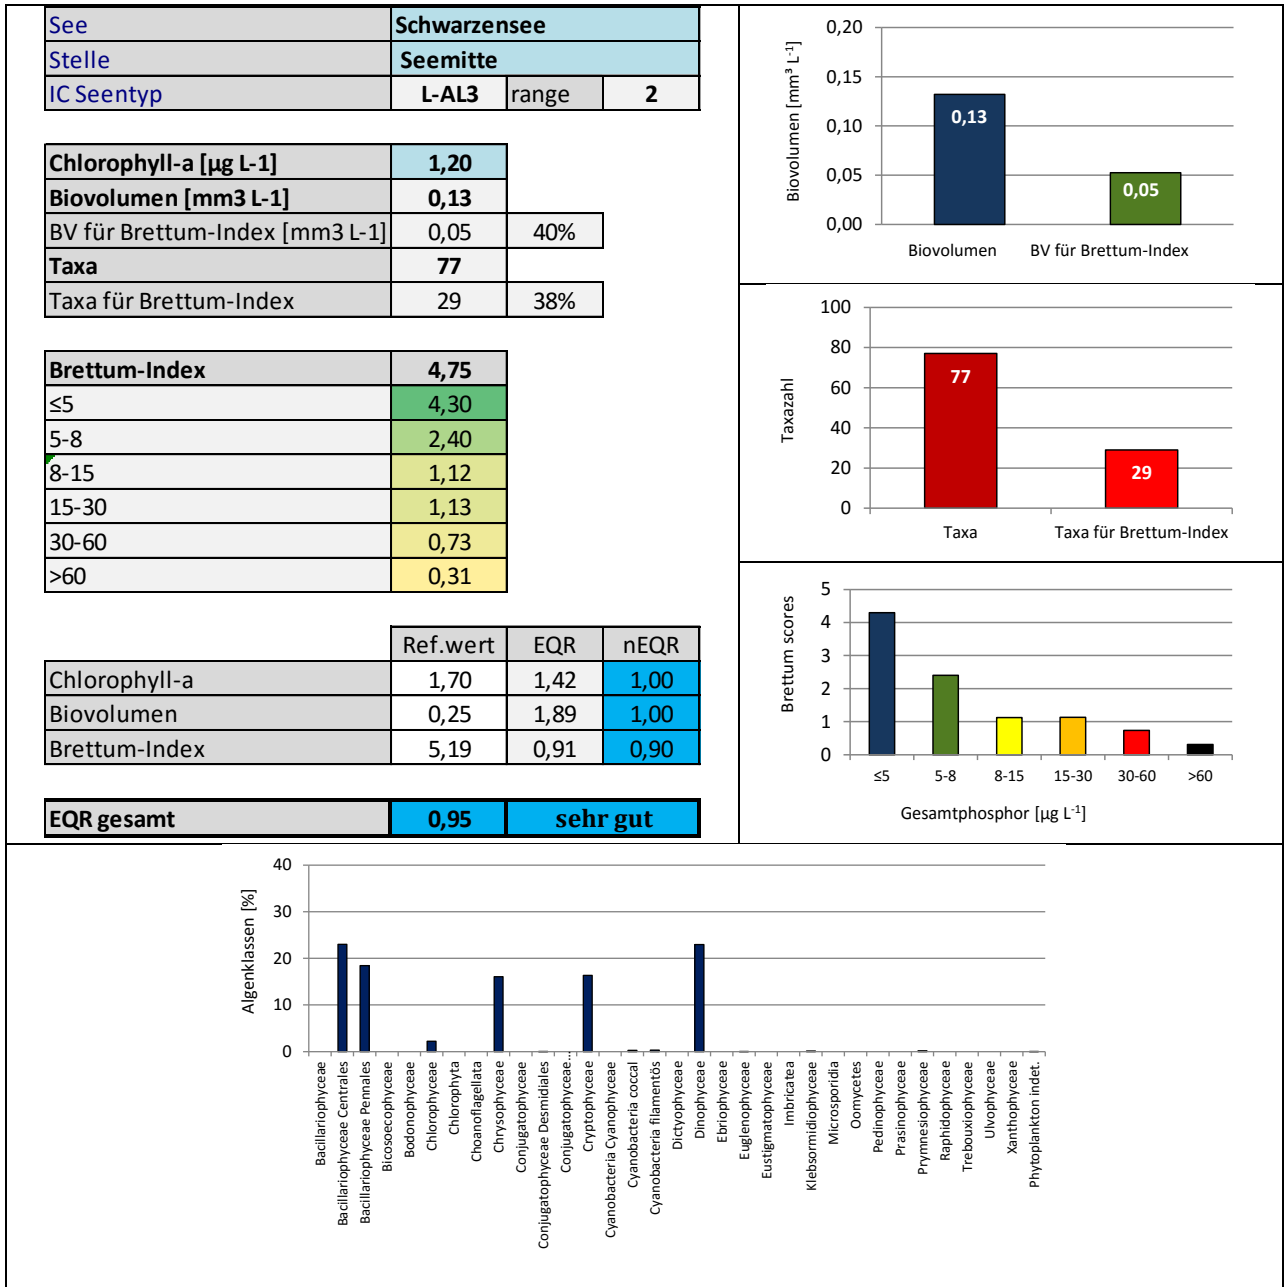 See Schwarzensee
Stelle Seemitte
IC Seentyp L-AL3 range 2
Chlorophyll-a [µg L-1] 1,20
Biovolumen [mm3 L-1] 0,13
BV für Brettum-Index [mm3 L-1] 0,05 40%
Taxa 77
Taxa für Brettum-Index 29 38%
Brettum-Index 4,75
≤5 4,30
5-8 2,40
8-15 1,12
15-30 1,13
30-60 0,73
>60 0,31
Ref.wert EQR nEQR
Chlorophyll-a 1,70 1,42 1,00
Biovolumen 0,25 1,89 1,00
Brettum-Index 5,19 0,91 0,90
EQR gesamt 0,95 sehr gut
Biovolumen [mm³ L⁻¹]
0,20
0,15
0,10
0,05
0,00
0,13
0,05
Biovolumen BV für Brettum-Index
Taxazahl
100
80
60
40
20
0
77
29
Taxa Taxa für Brettum-Index
Brettum scores
5
4
3
2
1
0
≤5 5-8 8-15 15-30 30-60 >60
Gesamtphosphor [µg L⁻¹]
Algenklassen [%]
40
30
20
10
0
Bacillariophyceae
Bacillariophyceae Centrales
Bacillariophyceae Pennales
Bicosoecophyceae
Bodonophyceae
Chlorophyceae
Chlorophyta
Choanoflagellata
Chrysophyceae
Conjugatophyceae
Conjugatophyceae Desmidiales
Conjugatophyceae…
Cryptophyceae
Cyanobacteria Cyanophyceae
Cyanobacteria coccal
Cyanobacteria filamentös
Dictyophyceae
Dinophyceae
Ebriophyceae
Euglenophyceae
Eustigmatophyceae
Imbricatea
Klebsormidiophyceae
Microsporidia
Oomycetes
Pedinophyceae
Prasinophyceae
Prymnesiophyceae
Raphidophyceae
Trebouxiophyceae
Ulvophyceae
Xanthophyceae
Phytoplankton indet.